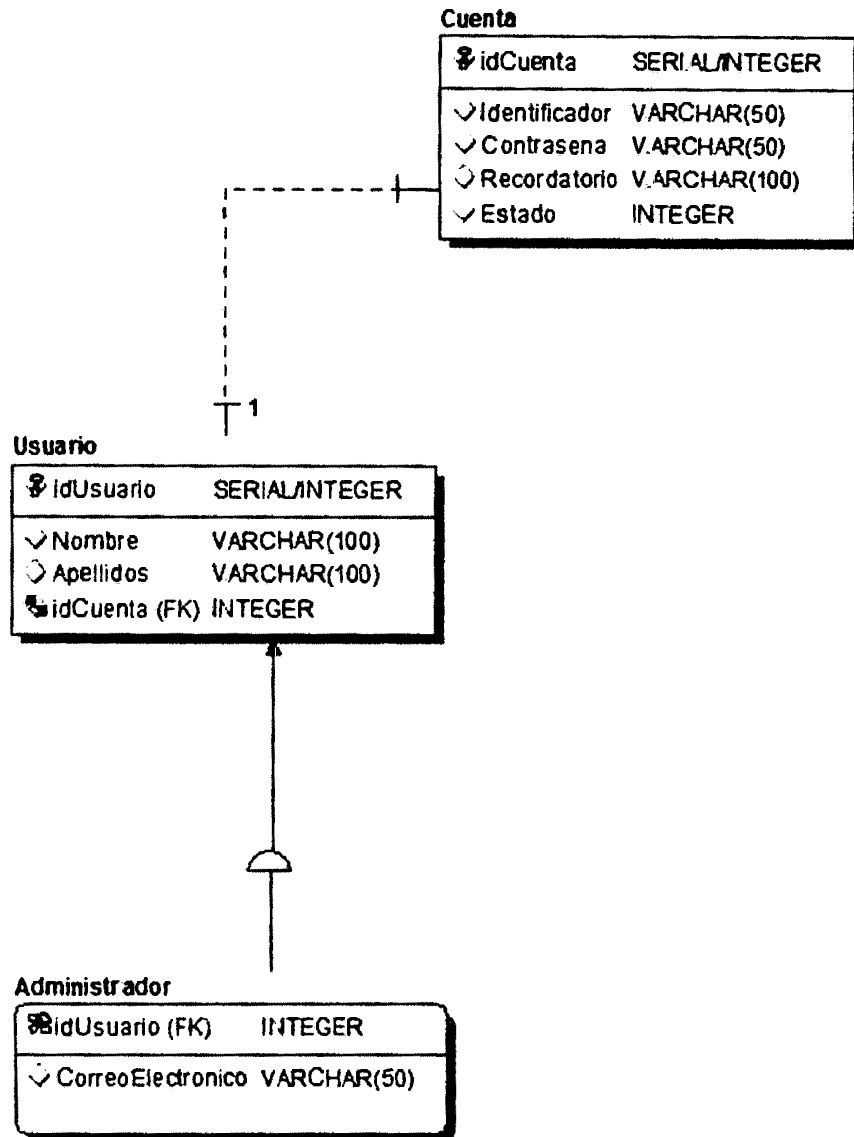 Cuenta
idCuenta SERIAL/INTEGER
Identificador VARCHAR(50)
Contrasena VARCHAR(50)
Recordatorio VARCHAR(100)
Estado INTEGER
1
Usuario
idUsuario SERIAL/INTEGER
Nombre VARCHAR(100)
Apellidos VARCHAR(100)
idCuenta (FK) INTEGER
Administrador
idUsuario (FK) INTEGER
CorreoElectronico VARCHAR(50)